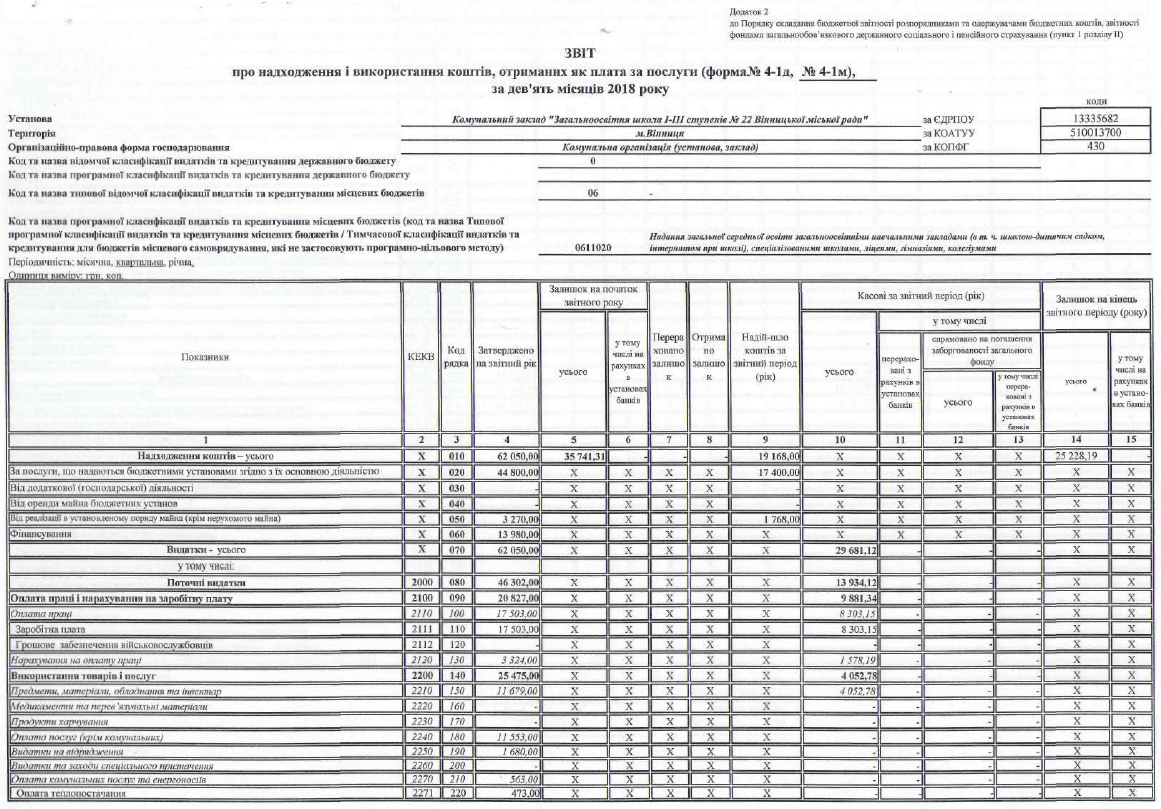 Додаток 2
до Порядку складання бюджетної звітності розпорядниками та одержувачами бюджетних коштів, звітності
фондами загальнообов'язкового державного соціального і пенсійного страхування (пункт 1 розділу II)
ЗВІТ
про надходження і використання коштів, отриманих як плата за послуги (форма№ 4-1д, № 4-1м),
за дев'ять місяців 2018 року
коди
Установа Комунальний заклад "Загальноосвітня школа І-ІІІ ступенів № 22 Вінницької міської ради" за ЄДРПОУ 13335682
Територія м.Вінниця за КОАТУУ 510013700
Організаційно-правова форма господарювання Комунальна організація (установа, заклад) за КОПФГ 430
Код та назва відомчої класифікації видатків та кредитування державного бюджету 0
Код та назва програмної класифікації видатків та кредитування державного бюджету
Код та назва типової відомчої класифікації видатків та кредитування місцевих бюджетів 06 -
Код та назва програмної класифікації видатків та кредитування місцевих бюджетів (код та назва Типової
програмної класифікації видатків та кредитування місцевих бюджетів / Тимчасової класифікації видатків та
кредитування для бюджетів місцевого самоврядування, які не застосовують програмно-цільового методу) 0611020 Надання загальної середньої освіти загальноосвітніми навчальними закладами (в т. ч. школою-дитячим садком,
інтернатом при школі), спеціалізованими школами, ліцеями, гімназіями, колегіумами
Періодичність: місячна, квартальна, річна.
Одиниця виміру: грн. коп.
Показники
КЕКВ
Код
рядка
Затверджено
на звітний рік
Залишок на початок
звітного року
усього
у тому
числі на
рахунках
в
установах
банків
Перера
ховано
залишо
к
Отрима
но
залишо
к
Надій-шло
коштів за
звітний період
(рік)
Касові за звітний період (рік)
усього
у тому числі
перерахо-
вані з
рахунків в
установах
банків
спрямовано на погашення
заборгованості загального
фонду
усього
у тому числі
перера-
ховані з
рахунків в
установах
банків
Залишок на кінець
звітного періоду (року)
усього
у тому
числі на
рахунках
в устано-
вах банків
1 2 3 4 5 6 7 8 9 10 11 12 13 14 15
Надходження коштів – усього X 010 62 050,00 35 741,31 - - - 19 168,00 X X X X 25 228,19 -
За послуги, що надаються бюджетними установами згідно з їх основною діяльністю X 020 44 800,00 X X X X 17 400,00 X X X X X X
Від додаткової (господарської) діяльності X 030 - X X X X - X X X X X X
Від оренди майна бюджетних установ X 040 - X X X X X X X X X X
Від реалізації в установленому порядку майна (крім нерухомого майна) X 050 3 270,00 X X X X 1 768,00 X X X X X X
Фінансування X 060 13 980,00 X X X X X X X X X X X
Видатки - усього X 070 62 050,00 X X X X X 29 681,12 - - - X X
у тому числі:
Поточні видатки 2000 080 46 302,00 X X X X X 13 934,12 - - - X X
Оплата праці і нарахування на заробітну плату 2100 090 20 827,00 X X X X X 9 881,34 - - - X X
Оплата праці 2110 100 17 503,00 X X X X X 8 303,15 - - - X X
Заробітна плата 2111 110 17 503,00 X X X X X 8 303,15 - - - X X
Грошове забезпечення військовослужбовців 2112 120 - X X X X X - - - - X X
Нарахування на оплату праці 2120 130 3 324,00 X X X X X 1 578,19 - - - X X
Використання товарів і послуг 2200 140 25 475,00 X X X X X 4 052,78 - - - X X
Предмети, матеріали, обладнання та інвентар 2210 150 11 679,00 X X X X X 4 052,78 - - - X X
Медикаменти та перев'язувальні матеріали 2220 160 - X X X X X - - - - X X
Продукти харчування 2230 170 - X X X X X - - - - X X
Оплата послуг (крім комунальних) 2240 180 11 553,00 X X X X X - - - - X X
Видатки на відрядження 2250 190 1 680,00 X X X X X - - - - X X
Видатки та заходи спеціального призначення 2260 200 - X X X X X - - - - X X
Оплата комунальних послуг та енергоносіїв 2270 210 563,00 X X X X X - - - - X X
Оплата теплопостачання 2271 220 473,00 X X X X X - - - - X X